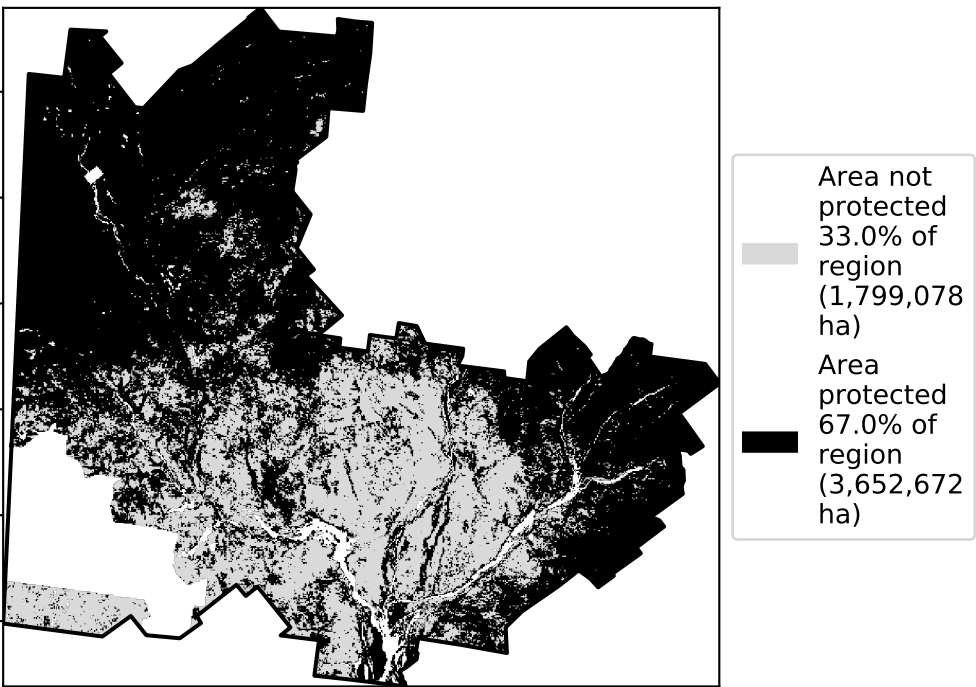 Area not
protected
33.0% of
region
(1,799,078
ha)
Area
protected
67.0% of
region
(3,652,672
ha)